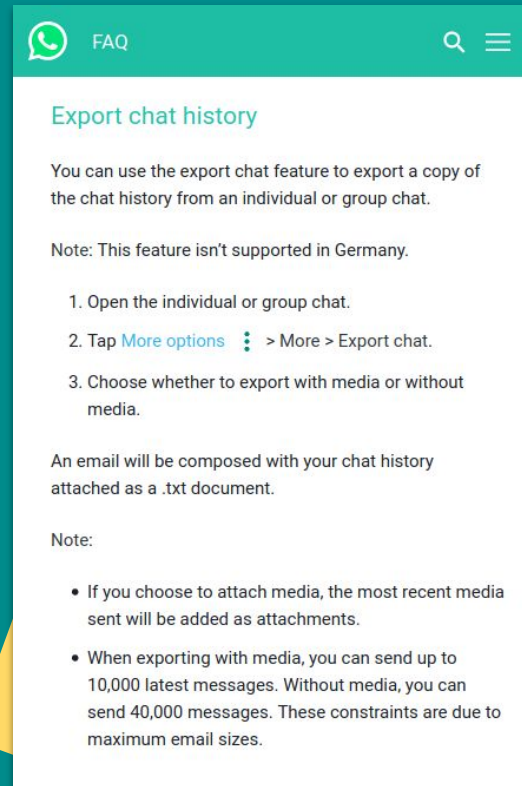 FAQ
Export chat history
You can use the export chat feature to export a copy of
the chat history from an individual or group chat.
Note: This feature isn't supported in Germany.
1. Open the individual or group chat.
2. Tap More options > More > Export chat.
3. Choose whether to export with media or without
media.
An email will be composed with your chat history
attached as a .txt document.
Note:
• If you choose to attach media, the most recent media
sent will be added as attachments.
• When exporting with media, you can send up to
10,000 latest messages. Without media, you can
send 40,000 messages. These constraints are due to
maximum email sizes.